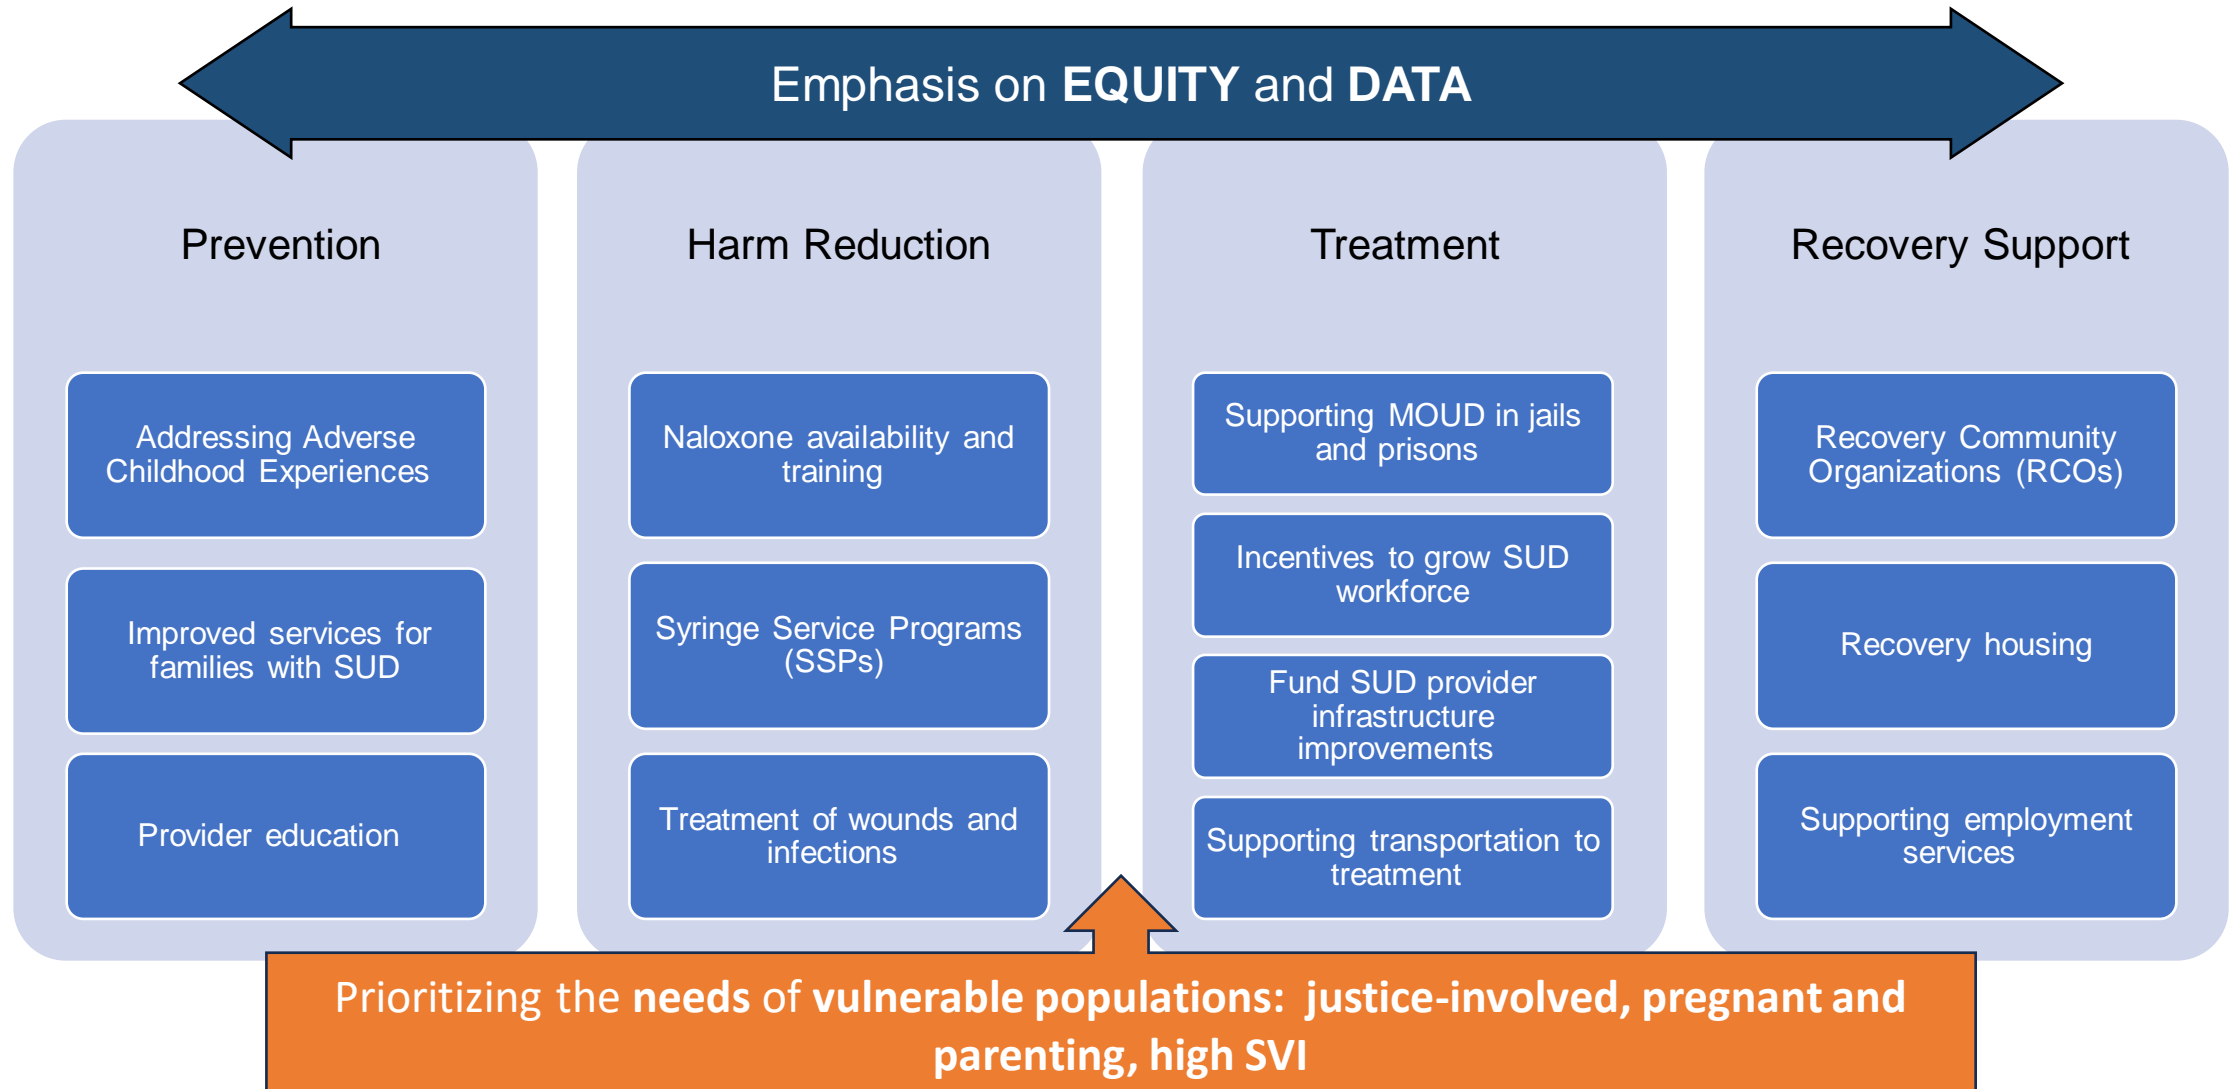 Emphasis on EQUITY and DATA
Prevention
Addressing Adverse
Childhood Experiences
Improved services for
families with SUD
Provider education
Harm Reduction
Naloxone availability and
training
Syringe Service Programs
(SSPs)
Treatment of wounds and
infections
Treatment
Supporting MOUD in jails
and prisons
Incentives to grow SUD
workforce
Fund SUD provider
infrastructure
improvements
Supporting transportation to
treatment
Recovery Support
Recovery Community
Organizations (RCOs)
Recovery housing
Supporting employment
services
Prioritizing the needs of vulnerable populations: justice-involved, pregnant and
parenting, high SVI